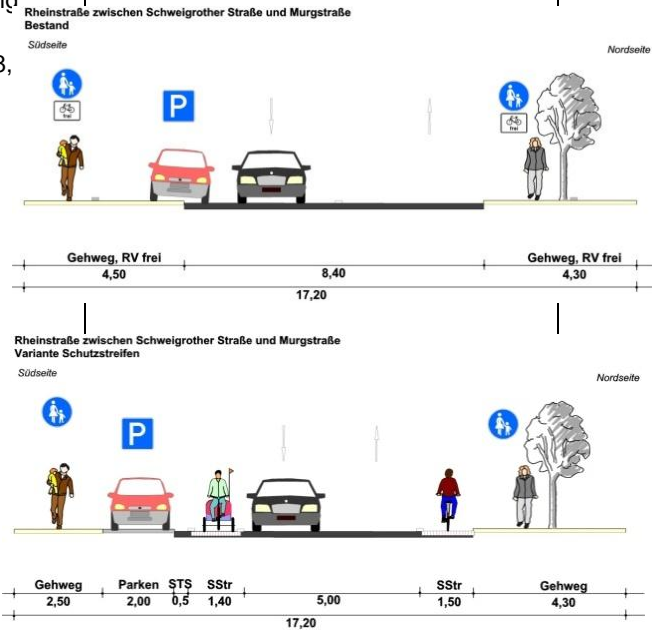 Rheinstraße zwischen Schweigrother Straße und Murgstraße
Bestand
Südseite
Nordseite
P
frei
frei
Gehweg, RV frei
Gehweg, RV frei
4,50
8,40
4,30
17,20
Rheinstraße zwischen Schweigrother Straße und Murgstraße
Variante Schutzstreifen
Südseite
Nordseite
P
Gehweg Parken STS SStr SStr Gehweg
2,50 2,00 0,5 1,40 5,00 1,50 4,30
17,20